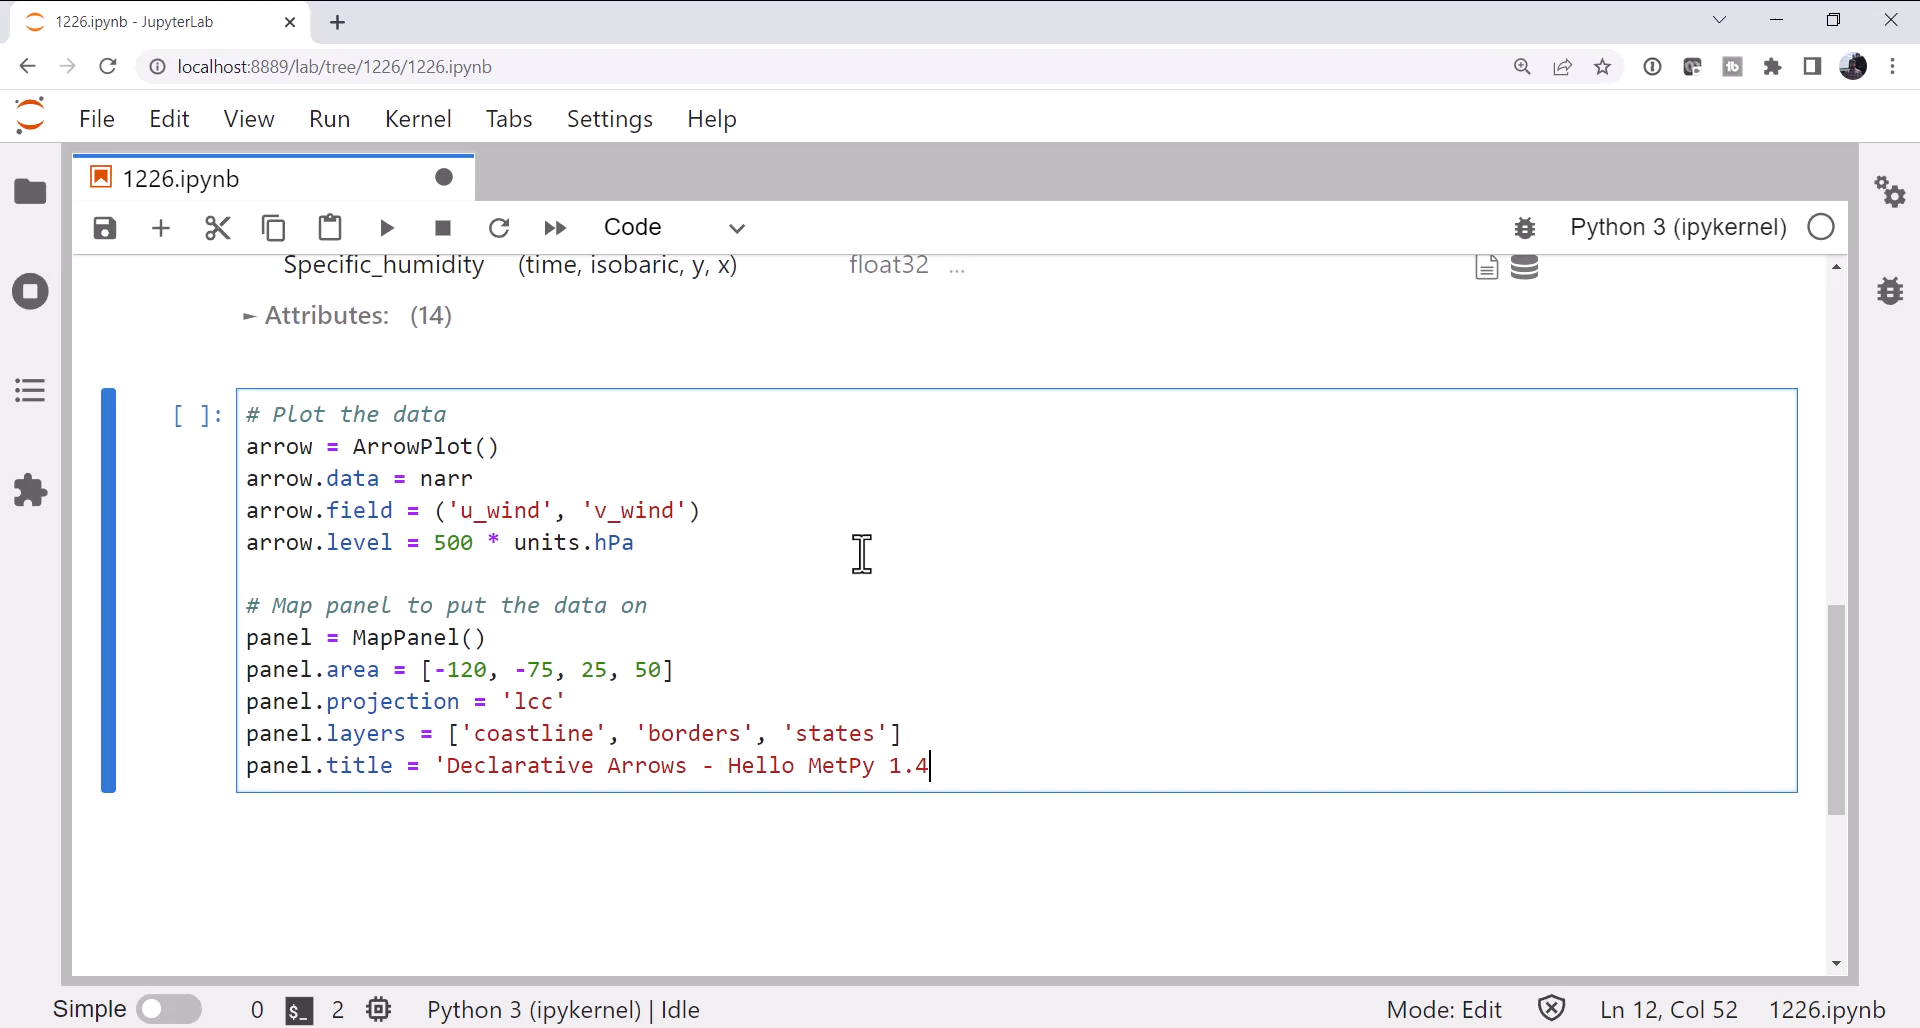 1226.ipynb - JupyterLab
localhost:8889/lab/tree/1226/1226.ipynb
File Edit View Run Kernel Tabs Settings Help
1226.ipynb
Code
Python 3 (ipykernel)
Specific_humidity (time, isobaric, y, x) float32 ...
► Attributes: (14)
[ ]:
# Plot the data
arrow = ArrowPlot()
arrow.data = narr
arrow.field = ('u_wind', 'v_wind')
arrow.level = 500 * units.hPa
# Map panel to put the data on
panel = MapPanel()
panel.area = [-120, -75, 25, 50]
panel.projection = 'lcc'
panel.layers = ['coastline', 'borders', 'states']
panel.title = 'Declarative Arrows - Hello MetPy 1.4
Simple 0 $_ 2 Python 3 (ipykernel) | Idle Mode: Edit Ln 12, Col 52 1226.ipynb